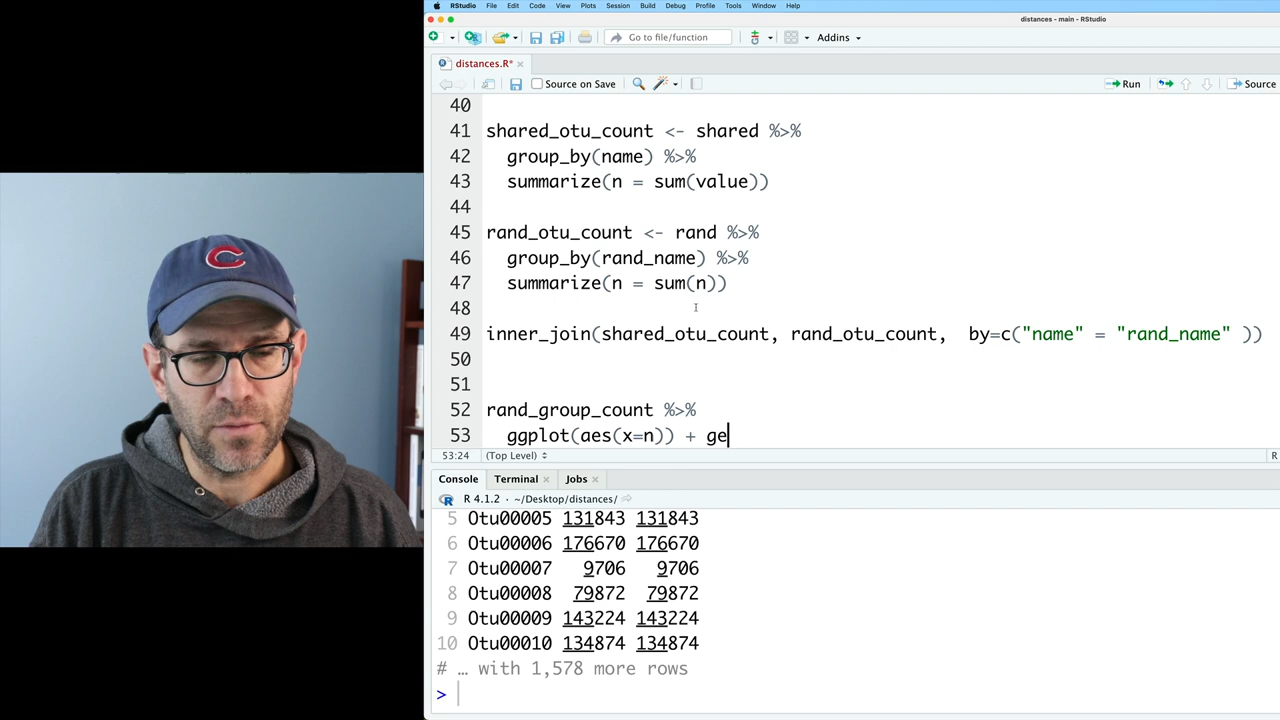 RStudio File Edit Code View Plots Session Build Debug Profile Tools Window Help
distances - main - RStudio
Go to file/function Addins
distances.R*
Source on Save Run Source
40
41 shared_otu_count <- shared %>%
42 group_by(name) %>%
43 summarize(n = sum(value))
44
45 rand_otu_count <- rand %>%
46 group_by(rand_name) %>%
47 summarize(n = sum(n))
48
49 inner_join(shared_otu_count, rand_otu_count,  by=c("name" = "rand_name" ))
50
51
52 rand_group_count %>%
53 ggplot(aes(x=n)) + ge
53:24 (Top Level) R
Console Terminal Jobs
R 4.1.2 · ~/Desktop/distances/
5 Otu00005 131843 131843
6 Otu00006 176670 176670
7 Otu00007 9706 9706
8 Otu00008 79872 79872
9 Otu00009 143224 143224
10 Otu00010 134874 134874
# … with 1,578 more rows
>